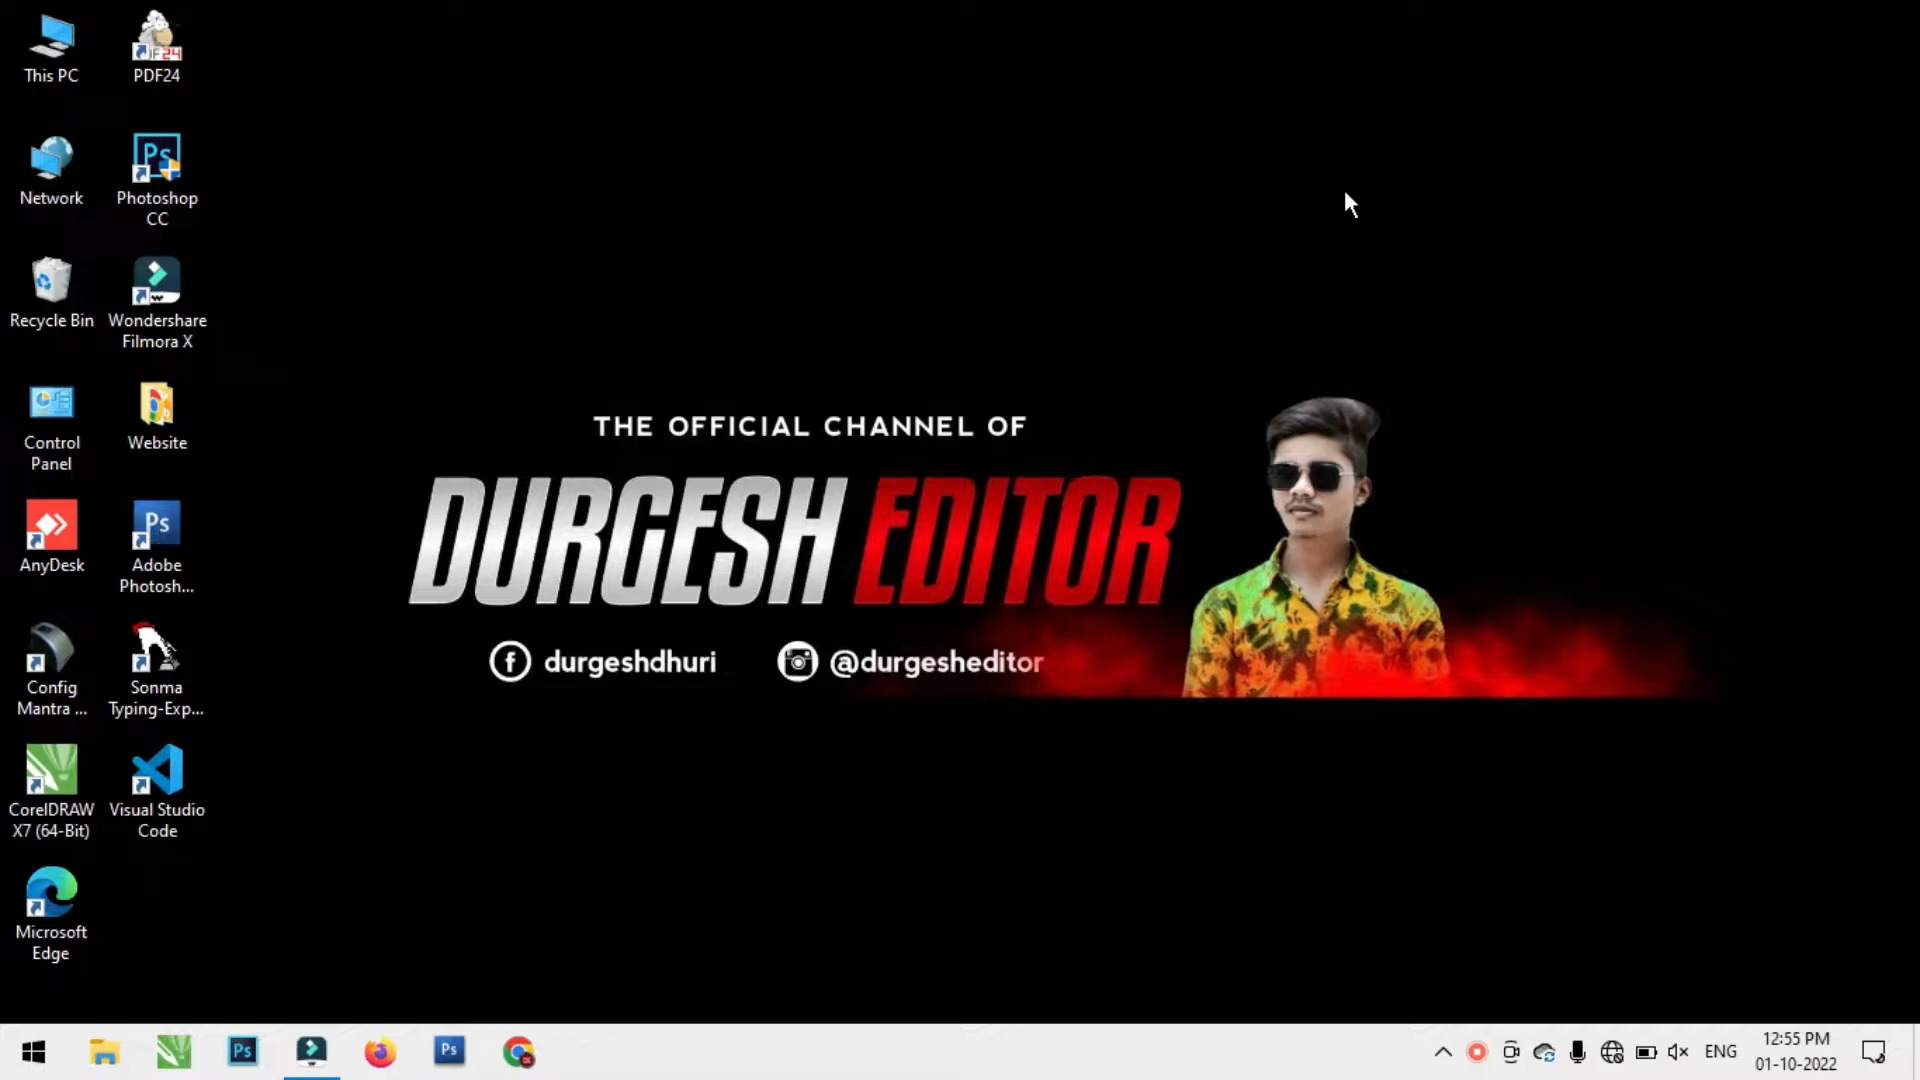 This PC
PDF24
Network
Photoshop
CC
Recycle Bin
Wondershare
Filmora X
Control
Panel
Website
AnyDesk
Adobe
Photosh...
Config
Mantra ...
Sonma
Typing-Exp...
CorelDRAW
X7 (64-Bit)
Visual Studio
Code
Microsoft
Edge
THE OFFICIAL CHANNEL OF
DURGESH EDITOR
durgeshdhuri
@durgesheditor
ENG
12:55 PM
01-10-2022